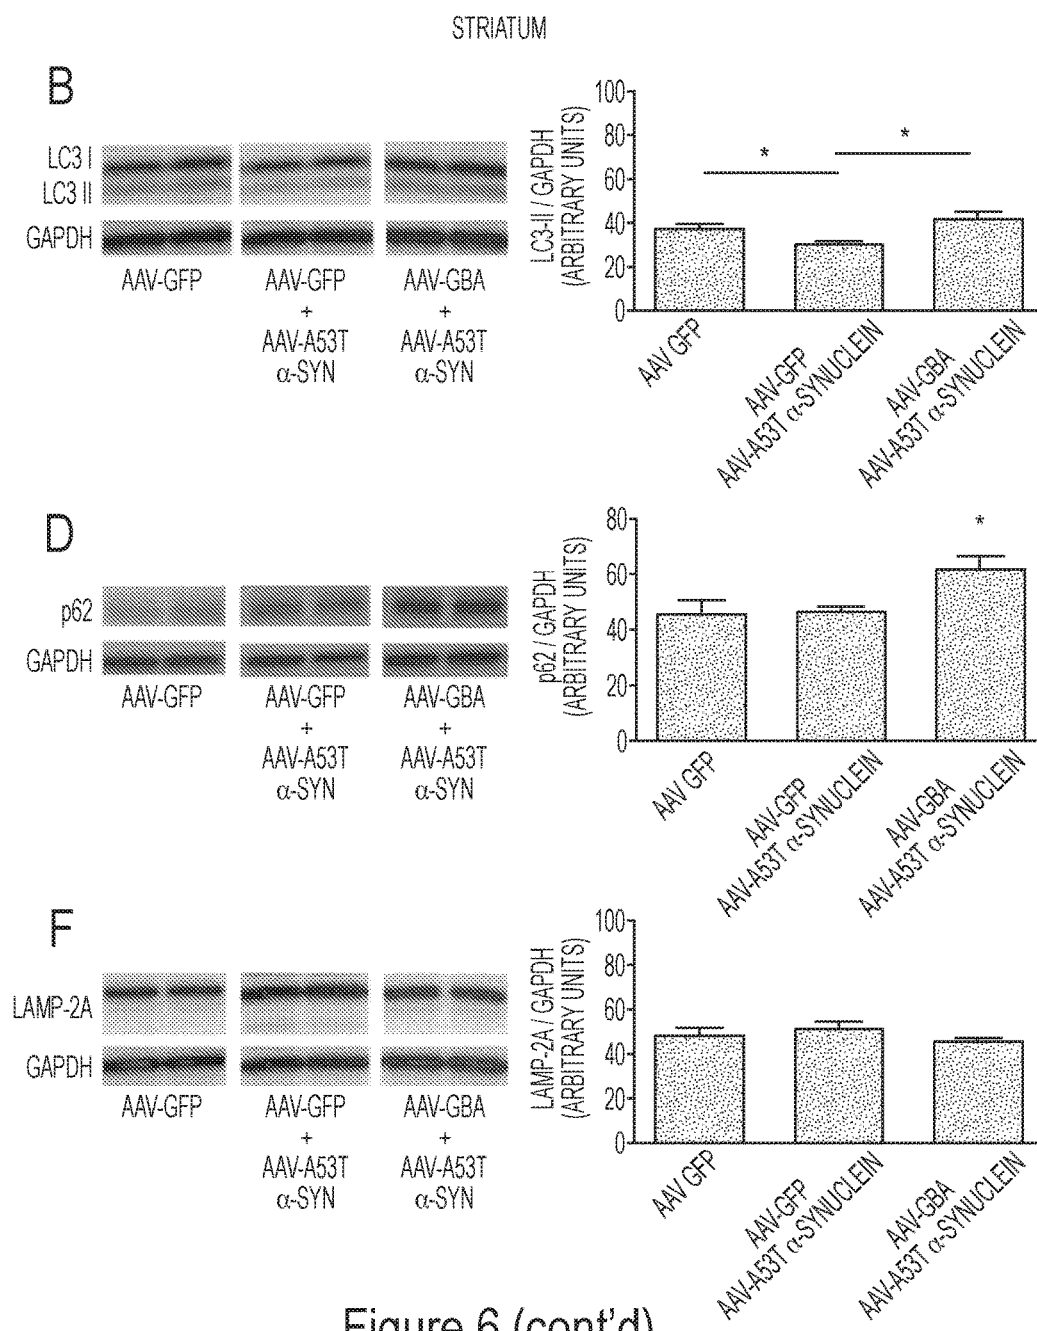 STRIATUM
B
LC3 I
LC3 II
GAPDH
AAV-GFP
AAV-GFP
+
AAV-A53T
α-SYN
AAV-GBA
+
AAV-A53T
α-SYN
LC3-II / GAPDH
(ARBITRARY UNITS)
100
80
60
40
20
0
*
*
AAV GFP
AAV-GFP
AAV-A53T α-SYNUCLEIN
AAV-GBA
AAV-A53T α-SYNUCLEIN
D
p62
GAPDH
AAV-GFP
AAV-GFP
+
AAV-A53T
α-SYN
AAV-GBA
+
AAV-A53T
α-SYN
p62 / GAPDH
(ARBITRARY UNITS)
80
60
40
20
0
*
AAV GFP
AAV-GFP
AAV-A53T α-SYNUCLEIN
AAV-GBA
AAV-A53T α-SYNUCLEIN
F
LAMP-2A
GAPDH
AAV-GFP
AAV-GFP
+
AAV-A53T
α-SYN
AAV-GBA
+
AAV-A53T
α-SYN
LAMP-2A / GAPDH
(ARBITRARY UNITS)
100
80
60
40
20
0
AAV GFP
AAV-GFP
AAV-A53T α-SYNUCLEIN
AAV-GBA
AAV-A53T α-SYNUCLEIN
Figure 6 (cont'd)